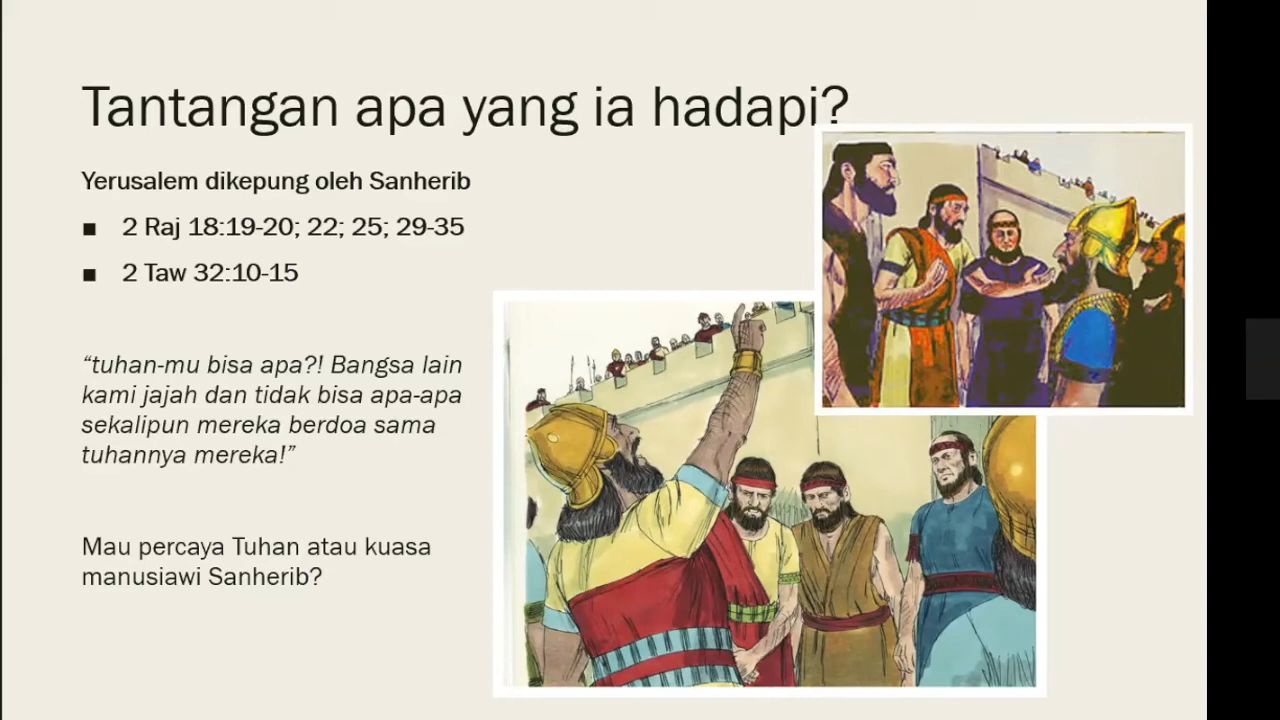 Tantangan apa yang ia hadapi?
Yerusalem dikepung oleh Sanherib
■ 2 Raj 18:19-20; 22; 25; 29-35
■ 2 Taw 32:10-15
“tuhan-mu bisa apa?! Bangsa lain
kami jajah dan tidak bisa apa-apa
sekalipun mereka berdoa sama
tuhannya mereka!”
Mau percaya Tuhan atau kuasa
manusiawi Sanherib?